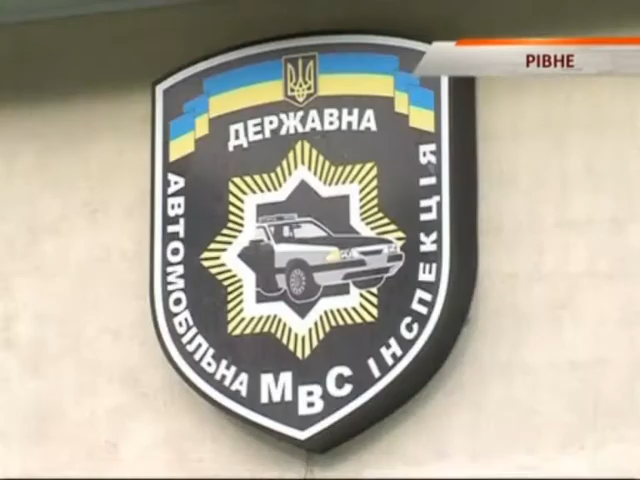 РІВНЕ
ДЕРЖАВНА
АВТОМОБІЛЬНА
ІНСПЕКЦІЯ
МВС